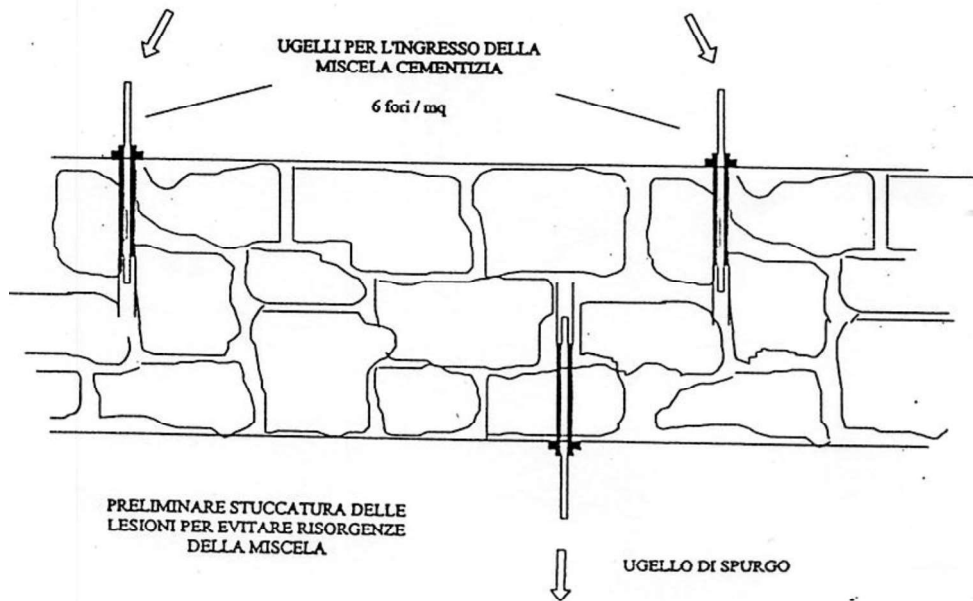 UGELLI PER L'INGRESSO DELLA
MISCELA CEMENTIZIA
6 fori / mq
PRELIMINARE STUCCATURA DELLE
LESIONI PER EVITARE RISORGENZE
DELLA MISCELA
UGELLO DI SPURGO